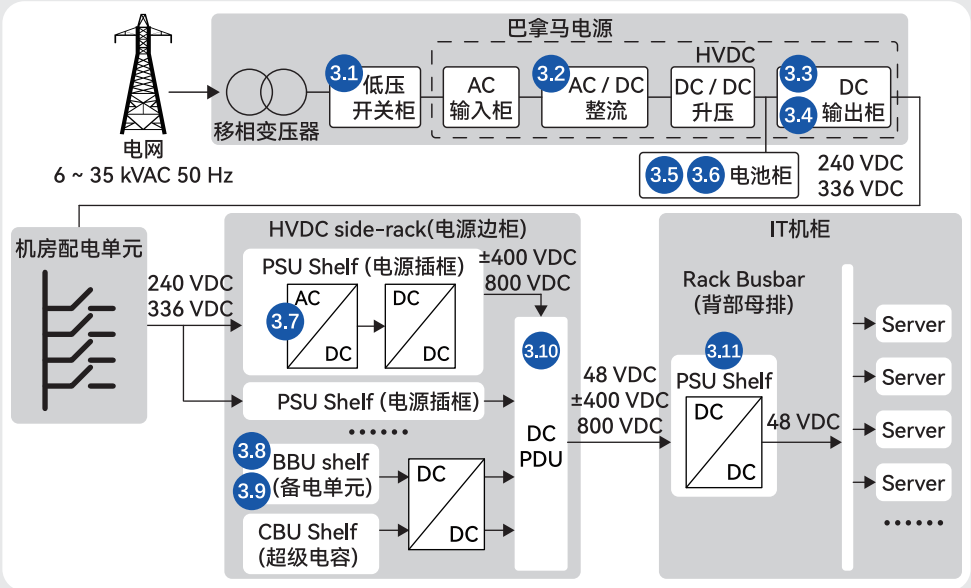 巴拿马电源
HVDC
3.1
低压
开关柜
AC
输入柜
3.2
AC / DC
整流
DC / DC
升压
3.3
3.4
DC
输出柜
移相变压器
电网
6 ~ 35 kVAC 50 Hz
3.5
3.6
电池柜
240 VDC
336 VDC
机房配电单元
240 VDC
336 VDC
HVDC side-rack(电源边柜)
PSU Shelf (电源插框)
AC
DC
3.7
DC
DC
±400 VDC
800 VDC
PSU Shelf (电源插框)
······
3.8
3.9
BBU shelf
(备电单元)
CBU Shelf
(超级电容)
DC
DC
3.10
DC
PDU
48 VDC
±400 VDC
800 VDC
IT机柜
Rack Busbar
(背部母排)
3.11
PSU Shelf
DC
DC
48 VDC
Server
Server
Server
Server
······